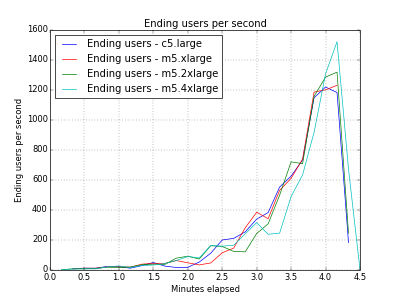 Ending users per second
1600
1400
1200
1000
800
600
400
200
0
Ending users per second
Ending users - c5.large
Ending users - m5.xlarge
Ending users - m5.2xlarge
Ending users - m5.4xlarge
0.0 0.5 1.0 1.5 2.0 2.5 3.0 3.5 4.0 4.5
Minutes elapsed